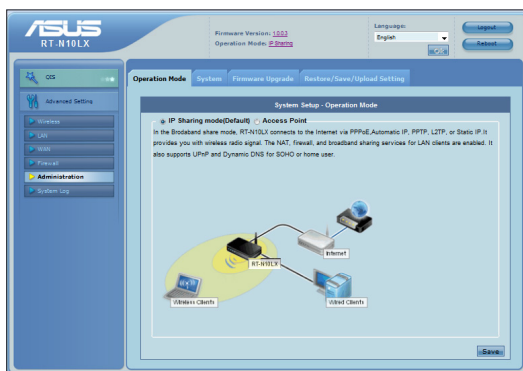 ASUS
RT-N10LX
Firmware Version: 1.0.0.3
Operation Mode: IP Sharing
Language:
English
Logout
Reboot
QIS
Advanced Setting
Wireless
LAN
WAN
Firewall
Administration
System Log
Operation Mode System Firmware Upgrade Restore/Save/Upload Setting
System Setup - Operation Mode
IP Sharing mode(Default) Access Point
In the Brodaband share mode, RT-N10LX connects to the Internet via PPPoE,Automatic IP, PPTP, L2TP, or Static IP.It
provides you with wireless radio signal. The NAT, firewall, and broadband sharing services for LAN clients are enabled. It
also supports UPnP and Dynamic DNS for SOHO or home user.
Internet
RT-N10LX
Wireless Clients
Wired Clients
Save